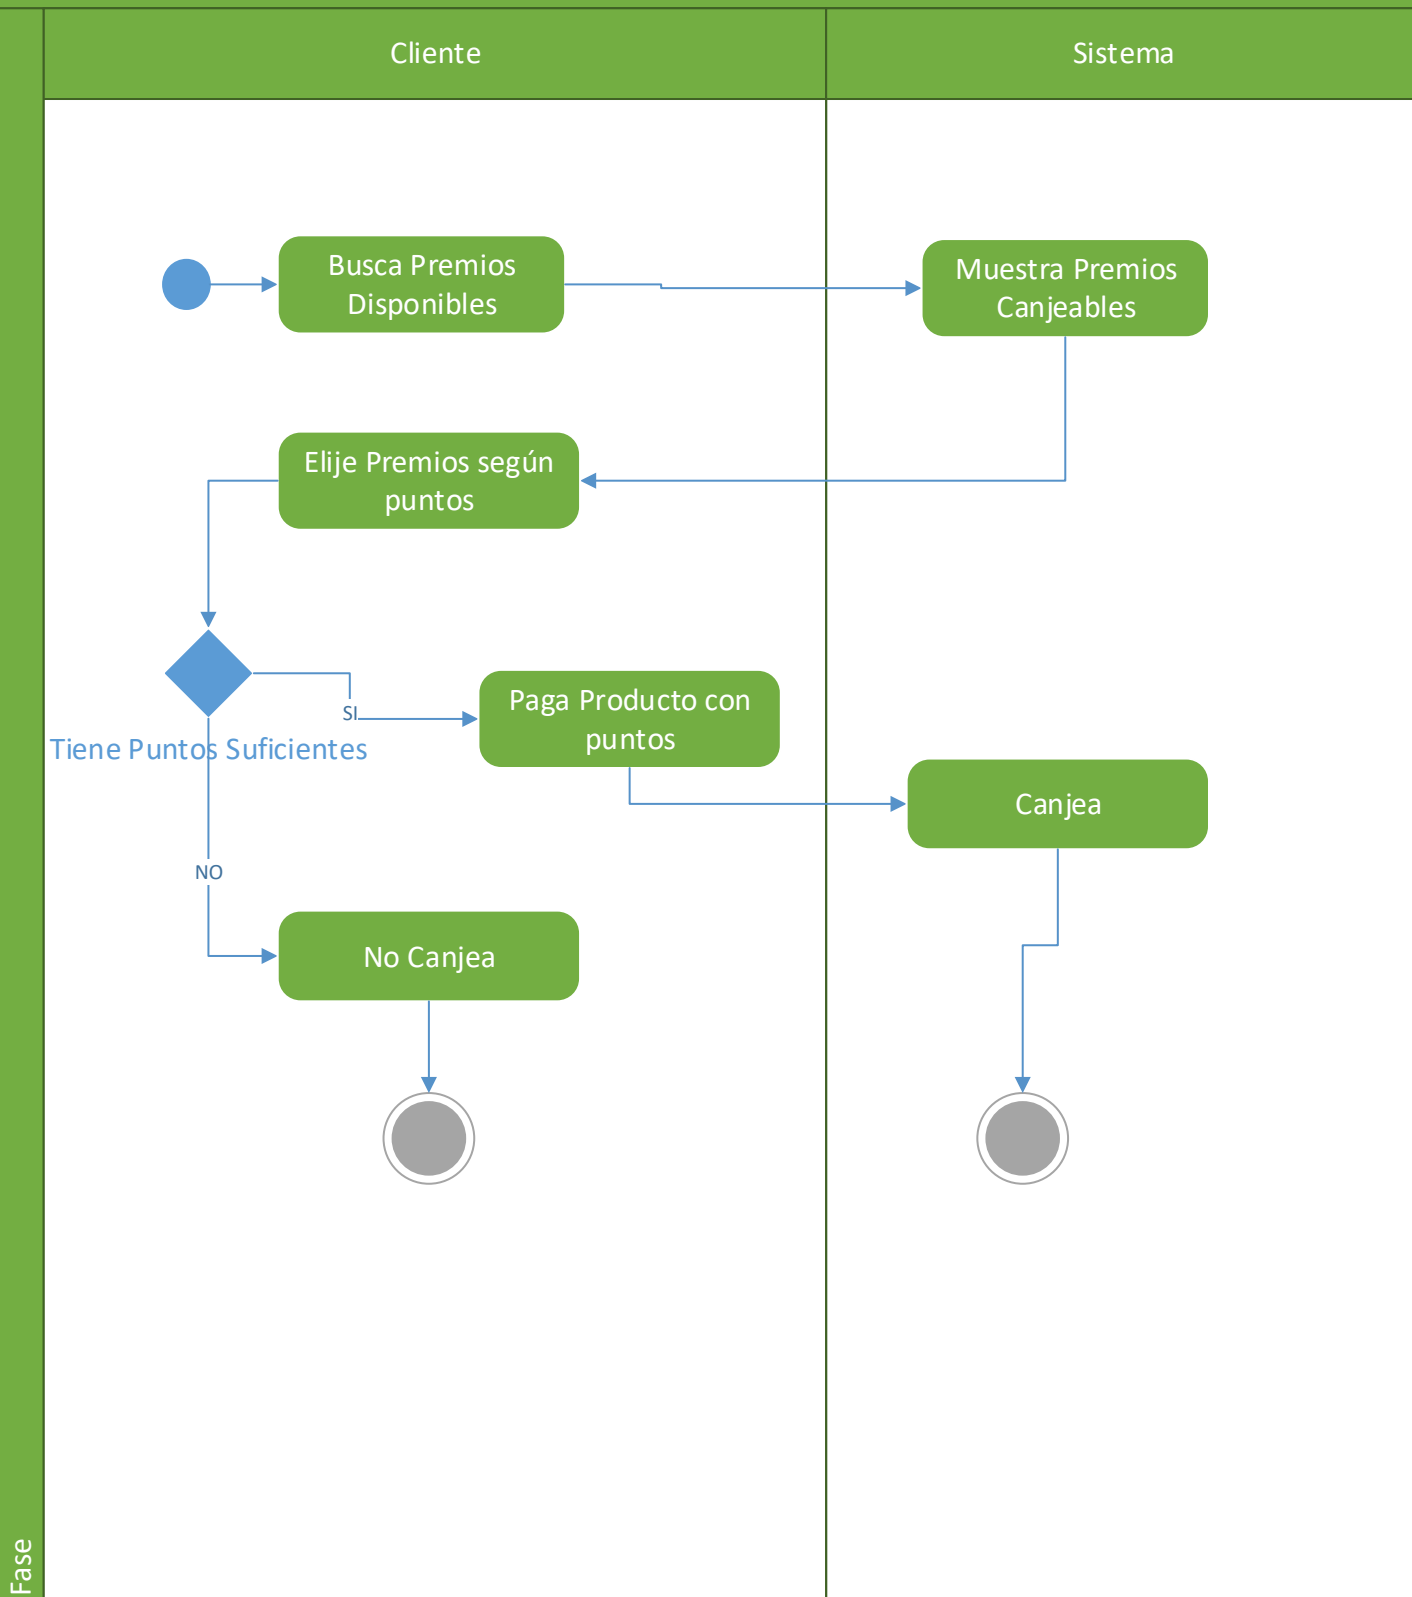 Cliente
Sistema
Busca Premios
Disponibles
Muestra Premios
Canjeables
Elije Premios según
puntos
Tiene Puntos Suficientes
SI
Paga Producto con
puntos
Canjea
NO
No Canjea
Fase